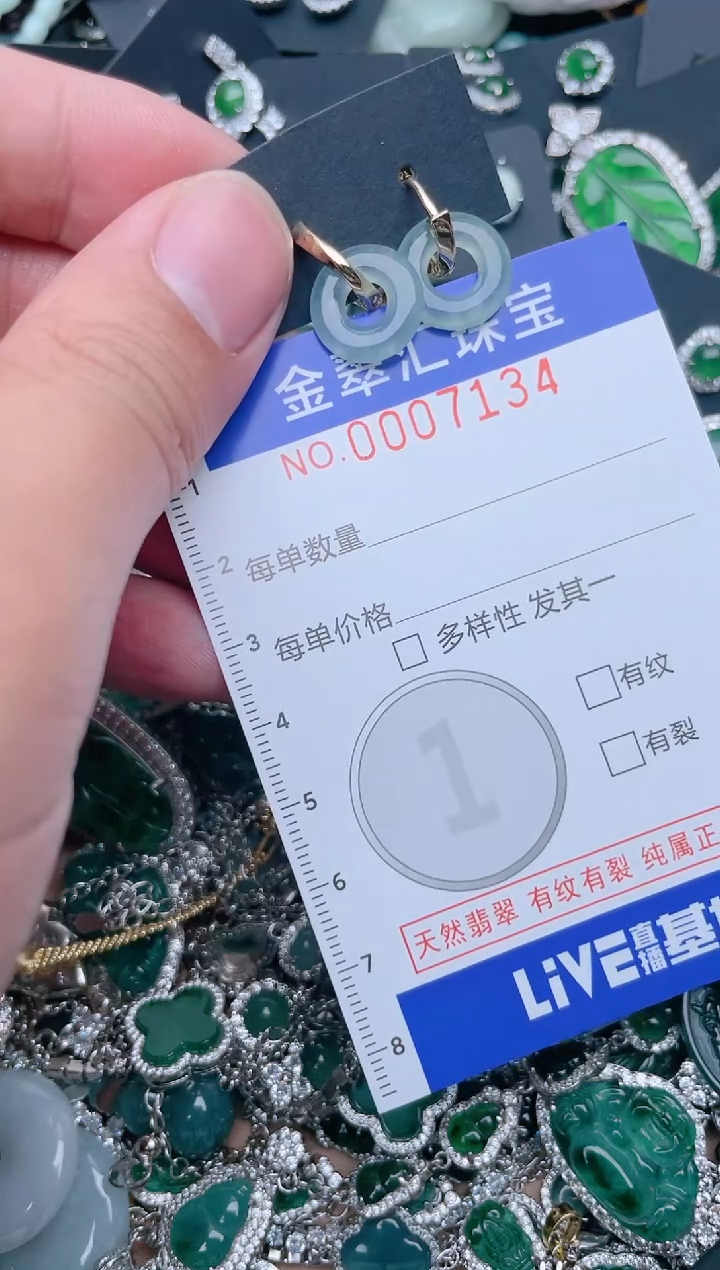 金翠汇珠宝
NO.0007134
每单数量
每单价格
多样性 发其一
有纹
有裂
1
天然翡翠 有纹有裂 纯属正
LiVE直播基地
1
2
3
4
5
6
7
8